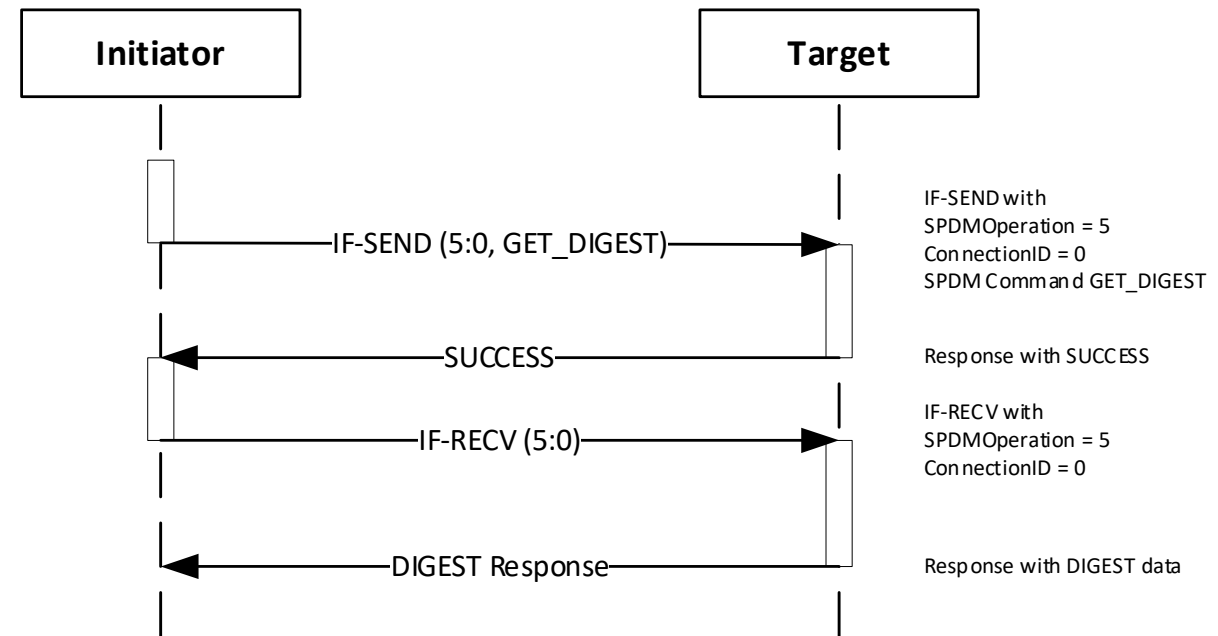 Initiator
Target
IF-SEND (5:0, GET_DIGEST)
IF-SEND with
SPDMOperation = 5
ConnectionID = 0
SPDM Command GET_DIGEST
SUCCESS
Response with SUCCESS
IF-RECV (5:0)
IF-RECV with
SPDMOperation = 5
ConnectionID = 0
DIGEST Response
Response with DIGEST data